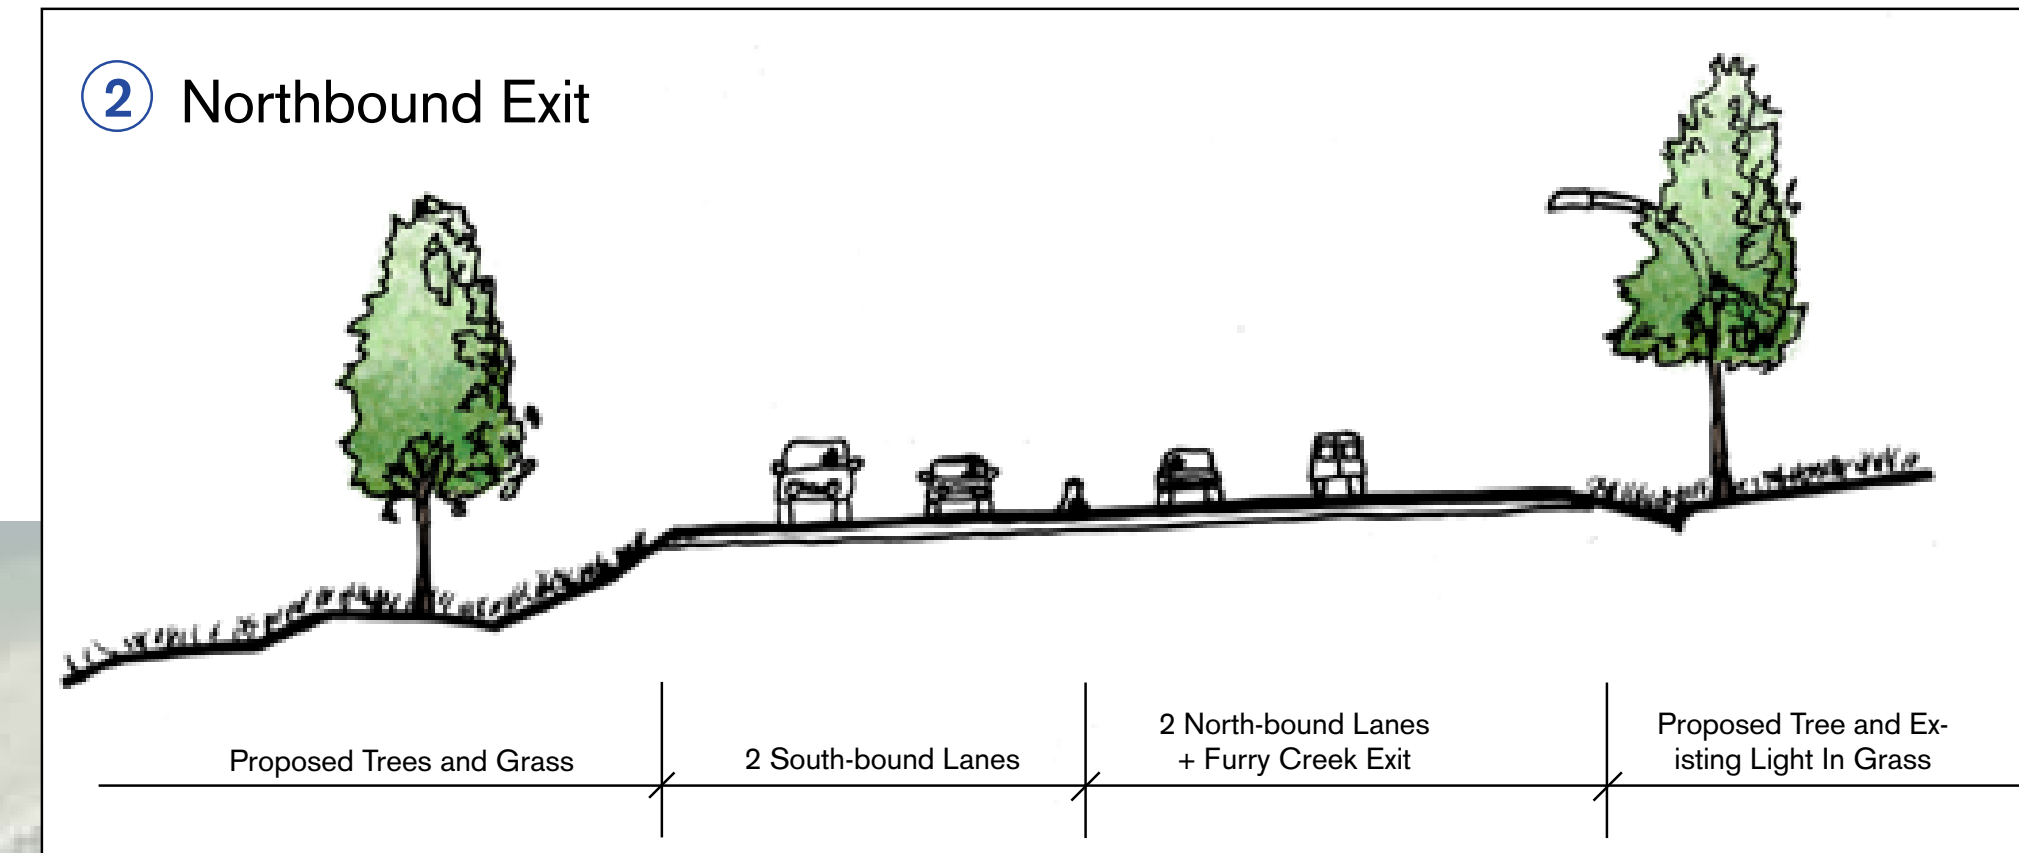 2 Northbound Exit
Proposed Trees and Grass
2 South-bound Lanes
2 North-bound Lanes
+ Furry Creek Exit
Proposed Tree and Ex-
isting Light In Grass